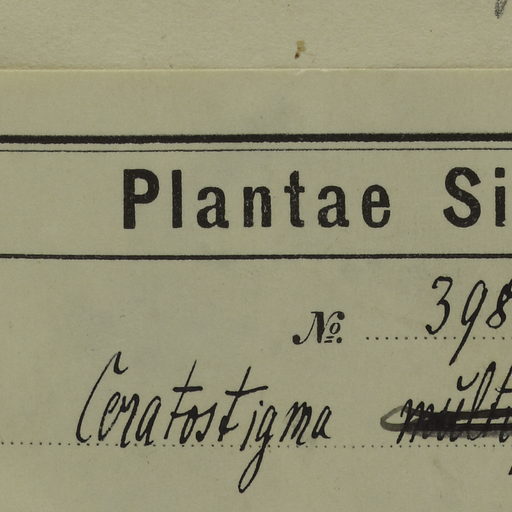 Plantae Si
№ 398
Ceratostigma